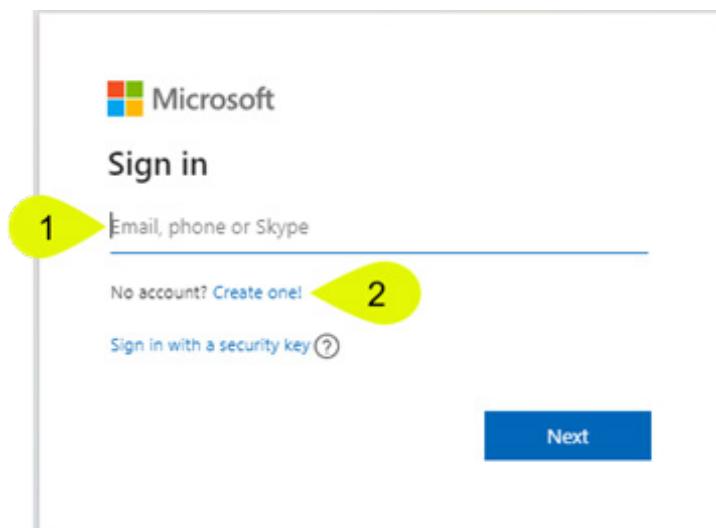 Microsoft
Sign in
1
Email, phone or Skype
No account? Create one!
2
Sign in with a security key ?
Next